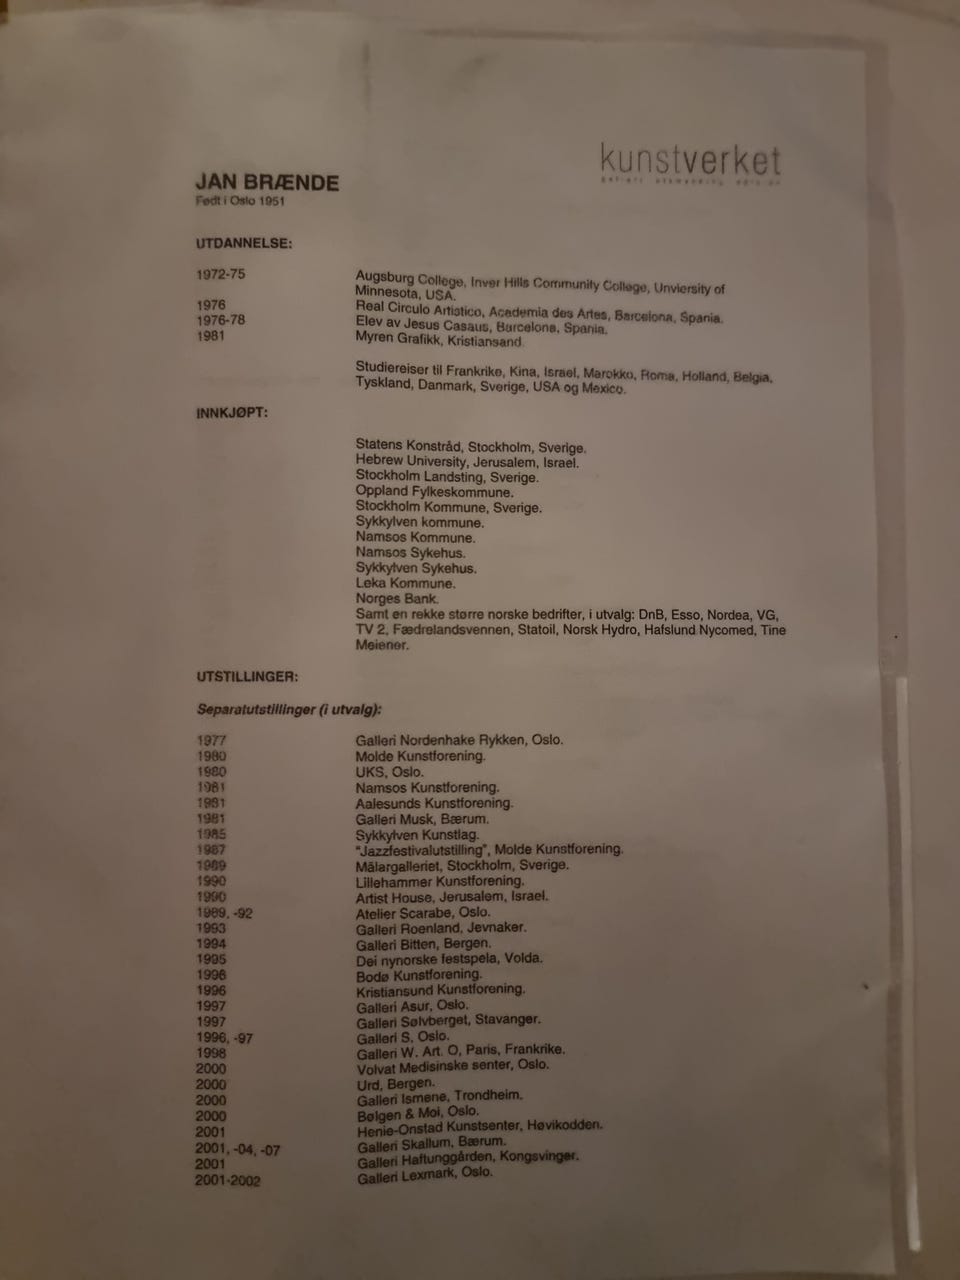 kunstverket
JAN BRÆNDE
Født i Oslo 1951
UTDANNELSE:
1972-75 Augsburg College, Inver Hills Community College, Unviersity of
Minnesota, USA.
1976 Real Circulo Artistico, Academia des Artes, Barcelona, Spania.
1976-78 Elev av Jesus Casaus, Barcelona, Spania.
1981 Myren Grafikk, Kristiansand.
Studiereiser til Frankrike, Kina, Israel, Marokko, Roma, Holland, Belgia,
Tyskland, Danmark, Sverige, USA og Mexico.
INNKJØPT:
Statens Konstråd, Stockholm, Sverige.
Hebrew University, Jerusalem, Israel.
Stockholm Landsting, Sverige.
Oppland Fylkeskommune.
Stockholm Kommune, Sverige.
Sykkylven kommune.
Namsos Kommune.
Namsos Sykehus.
Sykkylven Sykehus.
Leka Kommune.
Norges Bank.
Samt en rekke større norske bedrifter, i utvalg: DnB, Esso, Nordea, VG,
TV 2, Fædrelandsvennen, Statoil, Norsk Hydro, Hafslund Nycomed, Tine
Meiener.
UTSTILLINGER:
Separatutstillinger (i utvalg):
1977 Galleri Nordenhake Rykken, Oslo.
1980 Molde Kunstforening.
1980 UKS, Oslo.
1981 Namsos Kunstforening.
1981 Aalesunds Kunstforening.
1981 Galleri Musk, Bærum.
1985 Sykkylven Kunstlag.
1987 "Jazzfestivalutstilling", Molde Kunstforening.
1989 Målargalleriet, Stockholm, Sverige.
1990 Lillehammer Kunstforening.
1990 Artist House, Jerusalem, Israel.
1989, -92 Atelier Scarabe, Oslo.
1993 Galleri Roenland, Jevnaker.
1994 Galleri Bitten, Bergen.
1995 Dei nynorske festspela, Volda.
1996 Bodø Kunstforening.
1996 Kristiansund Kunstforening.
1997 Galleri Asur, Oslo.
1997 Galleri Sølvberget, Stavanger.
1996, -97 Galleri S, Oslo.
1998 Galleri W. Art. O, Paris, Frankrike.
2000 Volvat Medisinske senter, Oslo.
2000 Urd, Bergen.
2000 Galleri Ismene, Trondheim.
2000 Bølgen & Moi, Oslo.
2001 Henie-Onstad Kunstsenter, Høvikodden.
2001, -04, -07 Galleri Skallum, Bærum.
2001 Galleri Haftunggården, Kongsvinger.
2001-2002 Galleri Lexmark, Oslo.